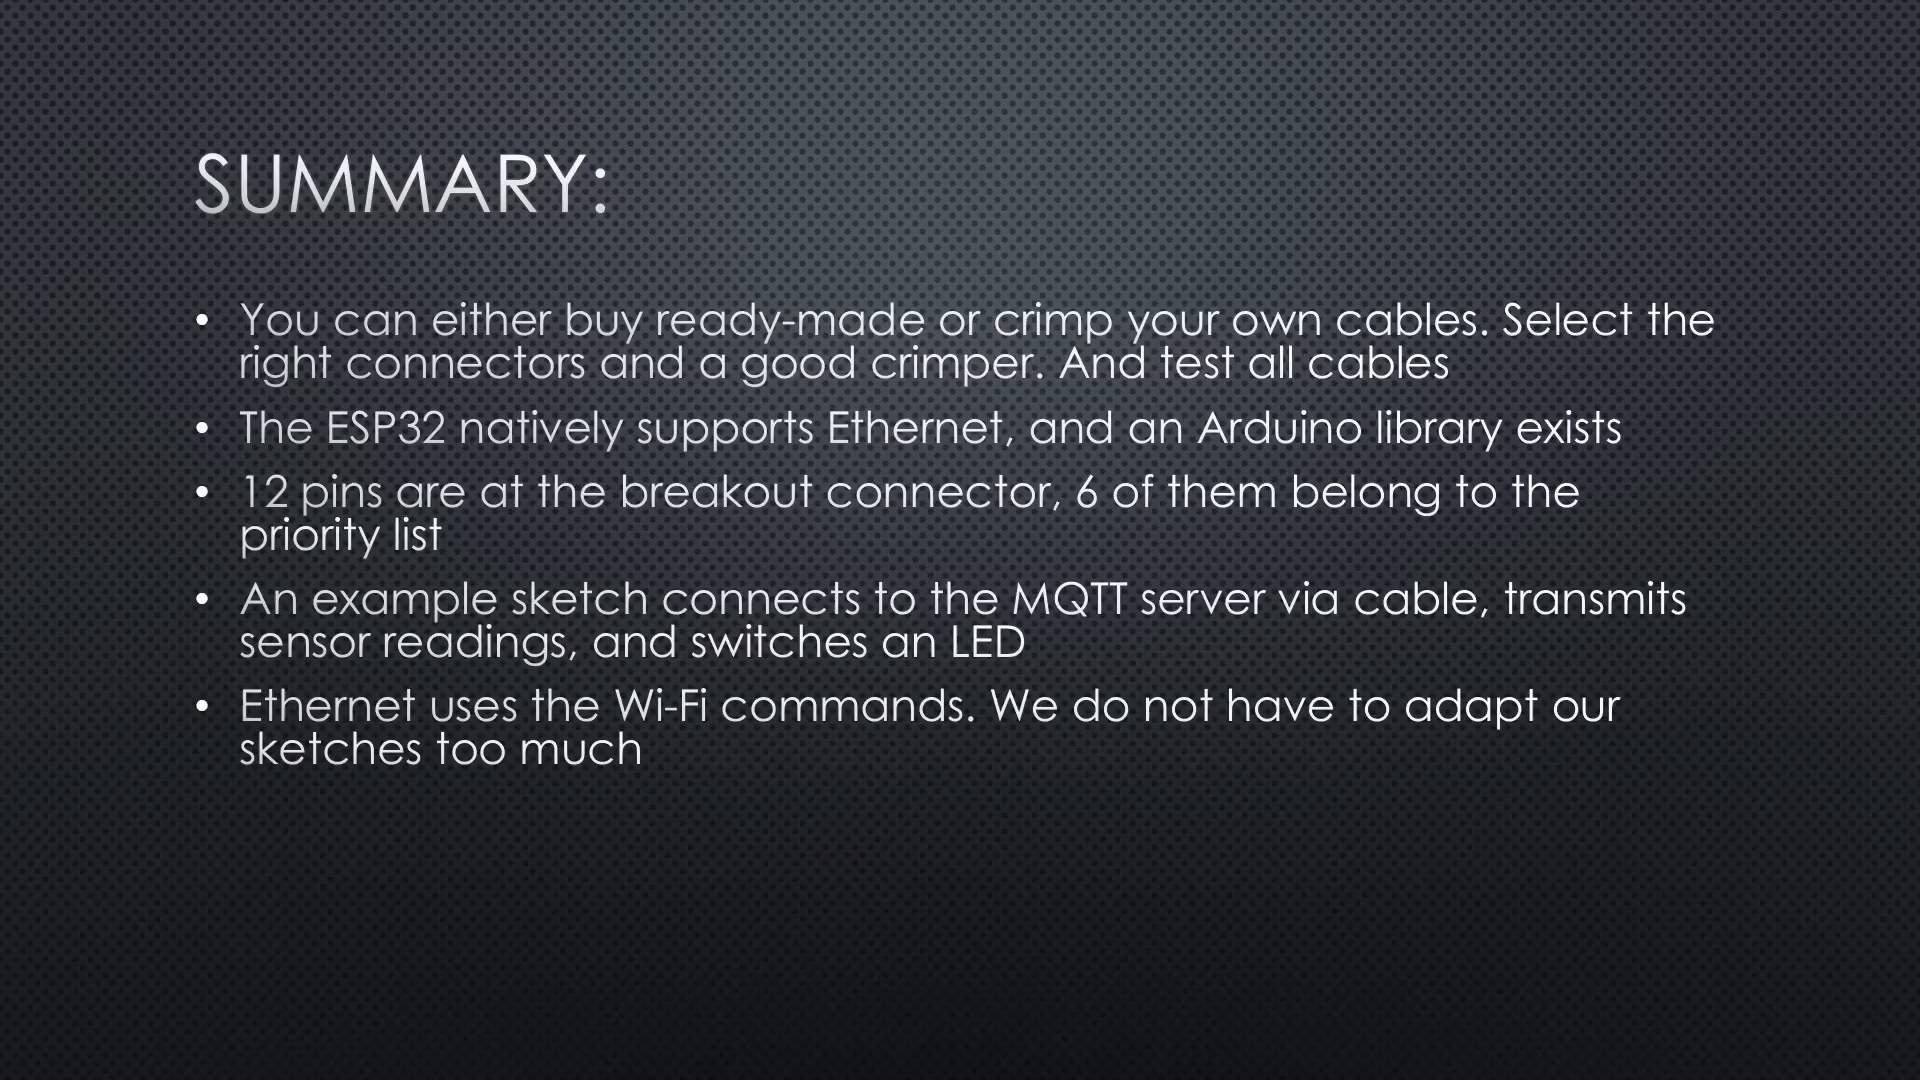 SUMMARY:
• You can either buy ready-made or crimp your own cables. Select the
right connectors and a good crimper. And test all cables
• The ESP32 natively supports Ethernet, and an Arduino library exists
• 12 pins are at the breakout connector, 6 of them belong to the
priority list
• An example sketch connects to the MQTT server via cable, transmits
sensor readings, and switches an LED
• Ethernet uses the Wi-Fi commands. We do not have to adapt our
sketches too much